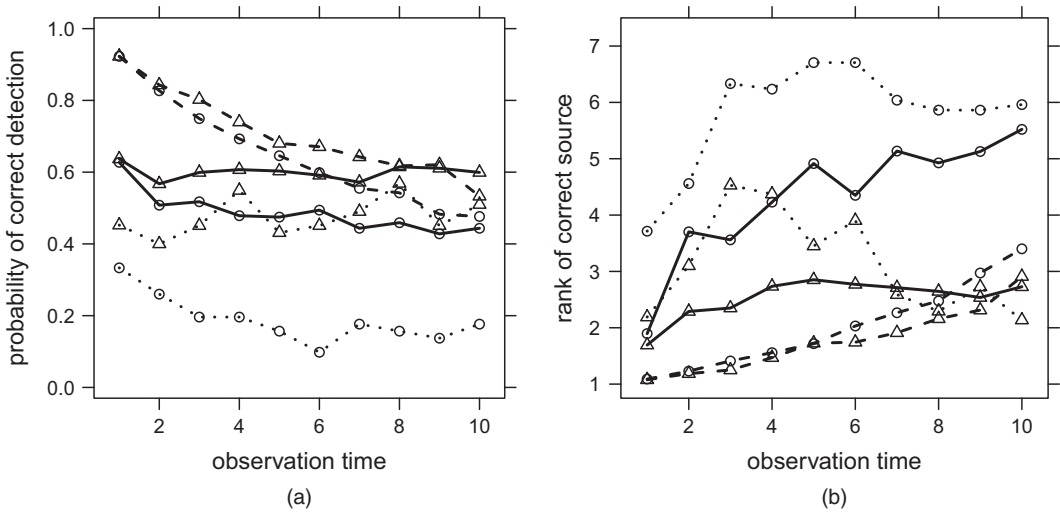 1.0
0.8
0.6
0.4
0.2
0.0
probability of correct detection
2 4 6 8 10
observation time
(a)
7
6
5
4
3
2
1
rank of correct source
2 4 6 8 10
observation time
(b)